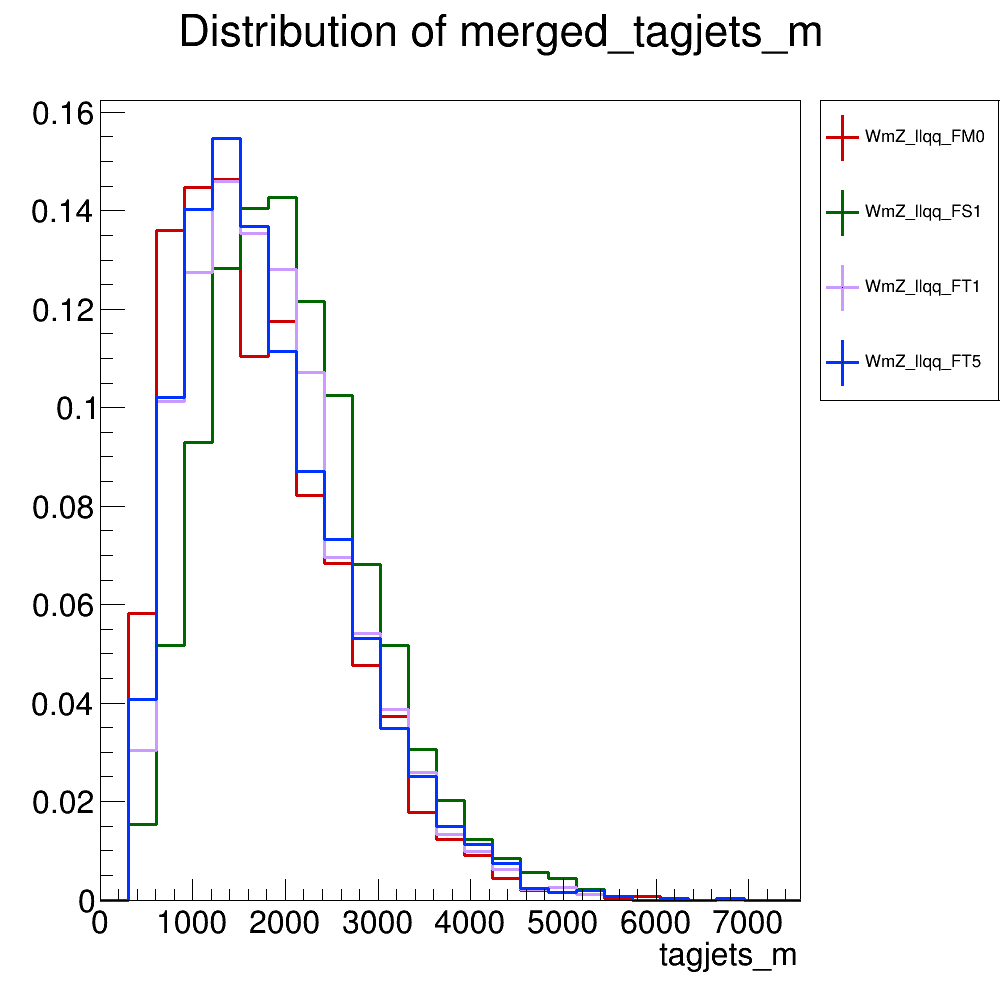 Distribution of merged_tagjets_m
0.16
0.14
0.12
0.1
0.08
0.06
0.04
0.02
0
0 1000 2000 3000 4000 5000 6000 7000
tagjets_m
WmZ_llqq_FM0
WmZ_llqq_FS1
WmZ_llqq_FT1
WmZ_llqq_FT5